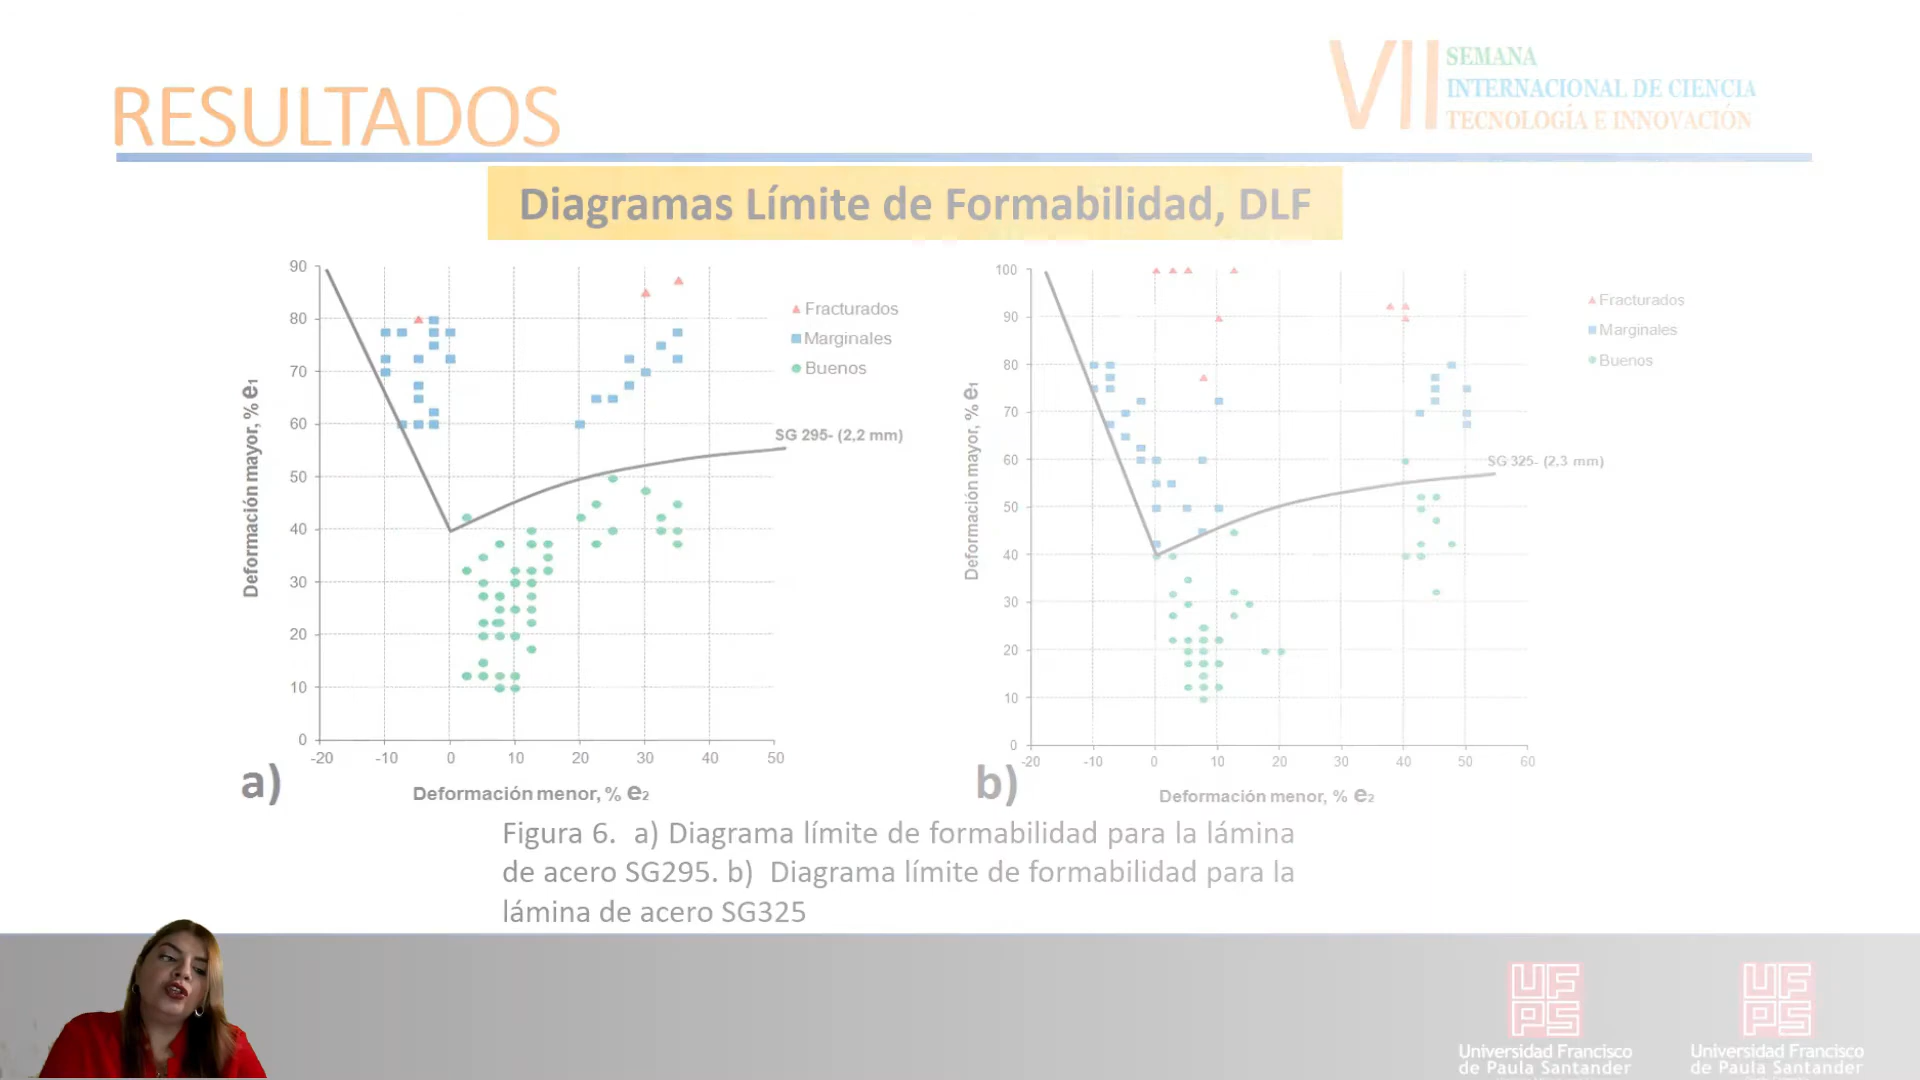 RESULTADOS
VII SEMANA
INTERNACIONAL DE CIENCIA
TECNOLOGÍA E INNOVACIÓN
Diagramas Límite de Formabilidad, DLF
90
80
70
60
50
40
30
20
10
0
-20 -10 0 10 20 30 40 50
Deformación mayor, % e1
Deformación menor, % e2
Fracturados
Marginales
Buenos
SG 295- (2,2 mm)
a)
100
90
80
70
60
50
40
30
20
10
0
-20 -10 0 10 20 30 40 50 60
Deformación mayor, % e1
Deformación menor, % e2
Fracturados
Marginales
Buenos
SG 325- (2,3 mm)
b)
Figura 6. a) Diagrama límite de formabilidad para la lámina
de acero SG295. b) Diagrama límite de formabilidad para la
lámina de acero SG325
UFPS
Universidad Francisco
de Paula Santander
UFPS
Universidad Francisco
de Paula Santander